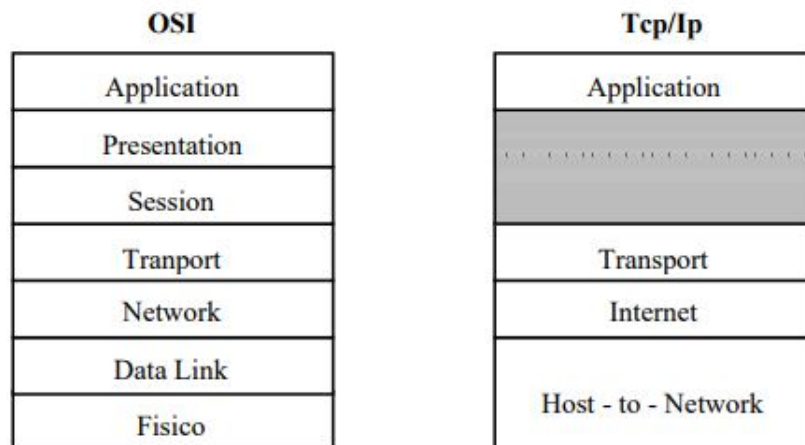 OSI
Tcp/Ip
Application
Application
Presentation
Session
Tranport
Transport
Network
Internet
Data Link
Host - to - Network
Fisico